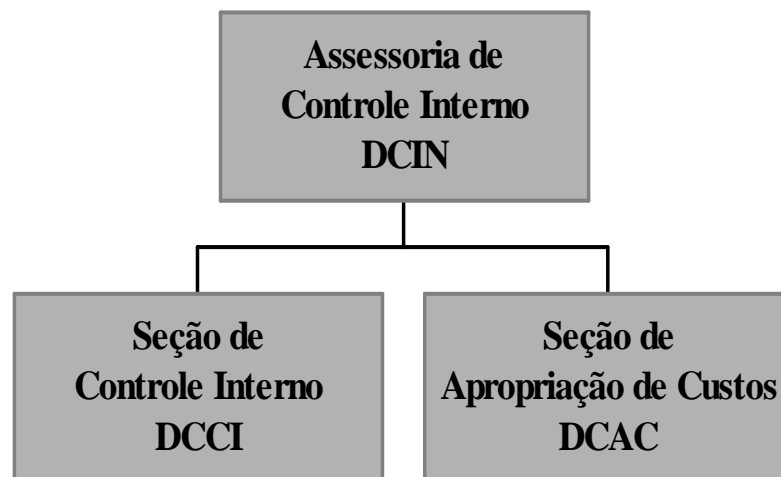 Assessoria de
Controle Interno
DCIN
Seção de
Controle Interno
DCCI
Seção de
Apropriação de Custos
DCAC